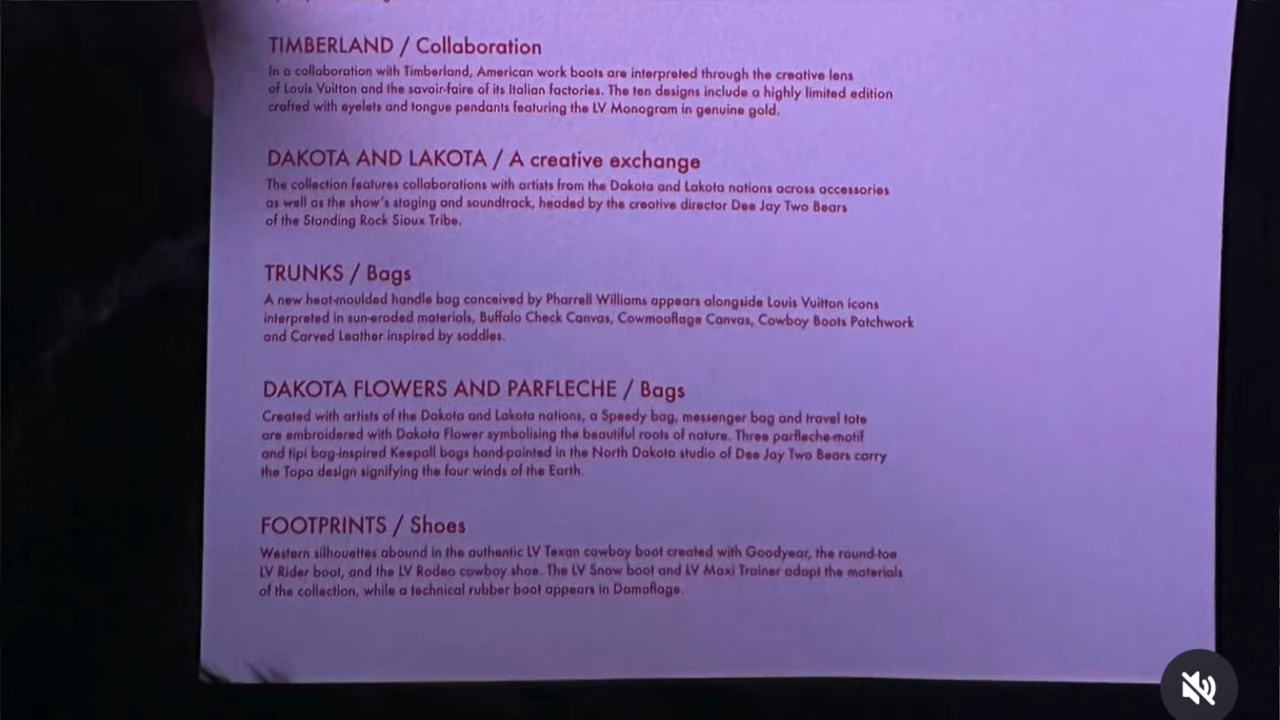 TIMBERLAND / Collaboration
In a collaboration with Timberland, American work boots are interpreted through the creative lens
of Louis Vuitton and the savoir-faire of its Italian factories. The ten designs include a highly limited edition
crafted with eyelets and tongue pendants featuring the LV Monogram in genuine gold.
DAKOTA AND LAKOTA / A creative exchange
The collection features collaborations with artists from the Dakota and Lakota nations across accessories
as well as the show's staging and soundtrack, headed by the creative director Dee Jay Two Bears
of the Standing Rock Sioux Tribe.
TRUNKS / Bags
A new heat-moulded handle bag conceived by Pharrell Williams appears alongside Louis Vuitton icons
interpreted in sun-eroded materials, Buffalo Check Canvas, Cowmooflage Canvas, Cowboy Boots Patchwork
and Carved Leather inspired by saddles.
DAKOTA FLOWERS AND PARFLECHE / Bags
Created with artists of the Dakota and Lakota nations, a Speedy bag, messenger bag and travel tote
are embroidered with Dakota Flower symbolising the beautiful roots of nature. Three parfleche-motif
and tipi bag-inspired Keepall bags hand-painted in the North Dakota studio of Dee Jay Two Bears carry
the Topa design signifying the four winds of the Earth.
FOOTPRINTS / Shoes
Western silhouettes abound in the authentic LV Texan cowboy boot created with Goodyear, the round-toe
LV Rider boot, and the LV Rodeo cowboy shoe. The LV Snow boot and LV Maxi Trainer adapt the materials
of the collection, while a technical rubber boot appears in Damoflage.